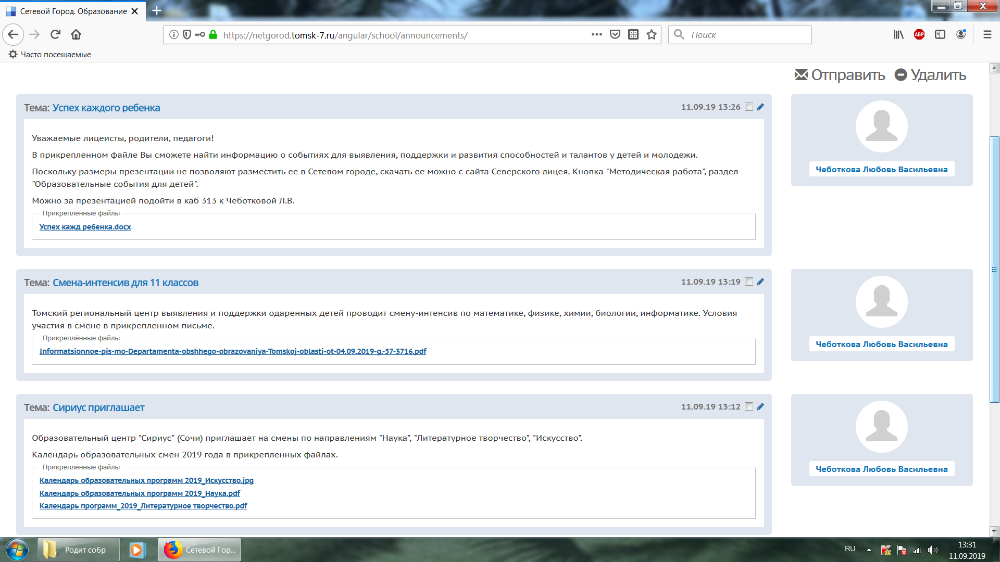 Сетевой Город. Образование
https://netgorod.tomsk-7.ru/angular/school/announcements/
Поиск
ABP
Часто посещаемые
Отправить Удалить
Тема: Успех каждого ребенка
11.09.19 13:26
Уважаемые лицеисты, родители, педагоги!
В прикрепленном файле Вы сможете найти информацию о событиях для выявления, поддержки и развития способностей и талантов у детей и молодежи.
Поскольку размеры презентации не позволяют разместить ее в Сетевом городе, скачать ее можно с сайта Северского лицея. Кнопка "Методическая работа", раздел
"Образовательные события для детей".
Можно за презентацией подойти в каб 313 к Чеботковой Л.В.
Прикреплённые файлы
Успех кажд ребенка.docx
Чеботкова Любовь Васильевна
Тема: Смена-интенсив для 11 классов
11.09.19 13:19
Томский региональный центр выявления и поддержки одаренных детей проводит смену-интенсив по математике, физике, химии, биологии, информатике. Условия
участия в смене в прикрепленном письме.
Прикреплённые файлы
Informatsionnoe-pis-mo-Departamenta-obshhego-obrazovaniya-Tomskoj-oblasti-ot-04.09.2019-g.-57-3716.pdf
Чеботкова Любовь Васильевна
Тема: Сириус приглашает
11.09.19 13:12
Образовательный центр "Сириус" (Сочи) приглашает на смены по направлениям "Наука", "Литературное творчество", "Искусство".
Календарь образовательных смен 2019 года в прикрепленных файлах.
Прикреплённые файлы
Календарь образовательных программ 2019_Искусство.jpg
Календарь образовательных программ 2019_Наука.pdf
Календарь программ_2019_Литературное творчество.pdf
Чеботкова Любовь Васильевна
Родит собр
Сетевой Гор...
RU
13:31
11.09.2019